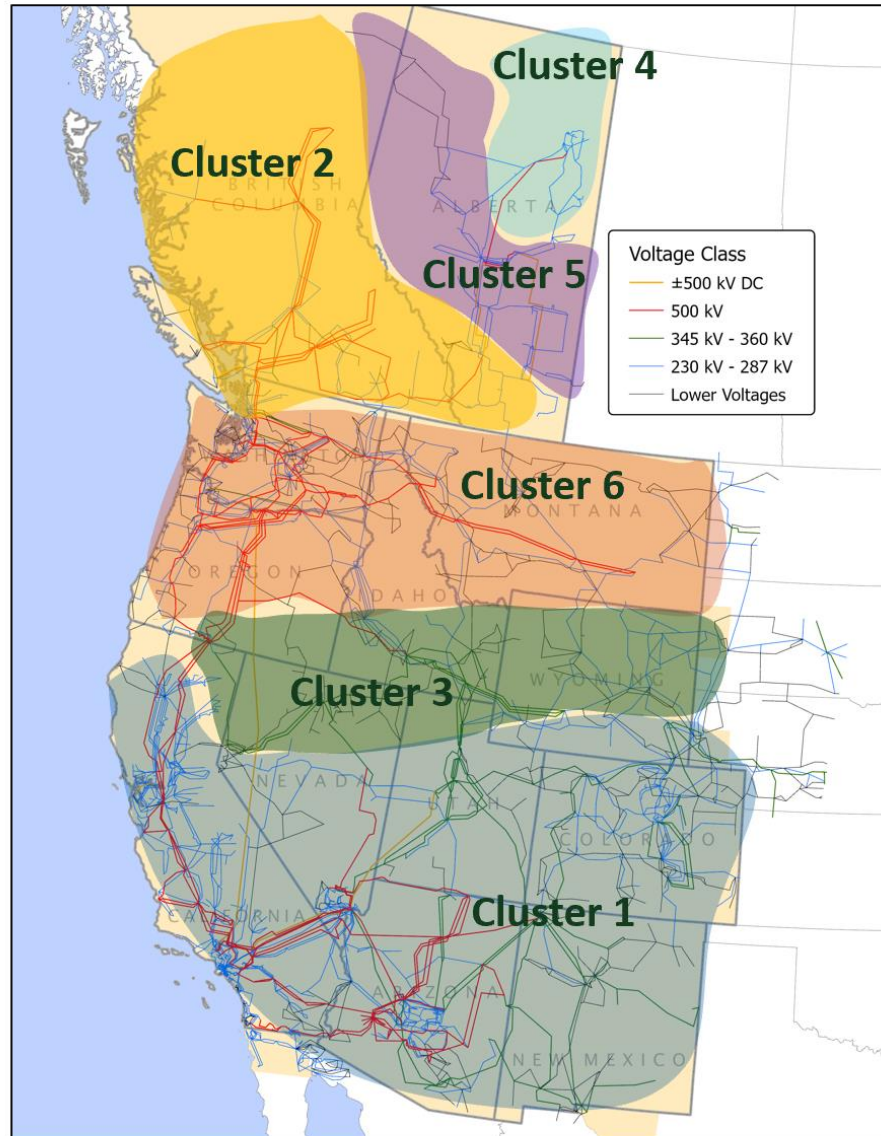 Cluster 4
Cluster 2
BRITISH
COLUMBIA
ALBERTA
Cluster 5
Voltage Class
±500 kV DC
500 kV
345 kV - 360 kV
230 kV - 287 kV
Lower Voltages
WASHINGTON
Cluster 6
MONTANA
OREGON
IDAHO
WYOMING
Cluster 3
NEVADA
UTAH
COLORADO
Cluster 1
CALIFORNIA
ARIZONA
NEW MEXICO